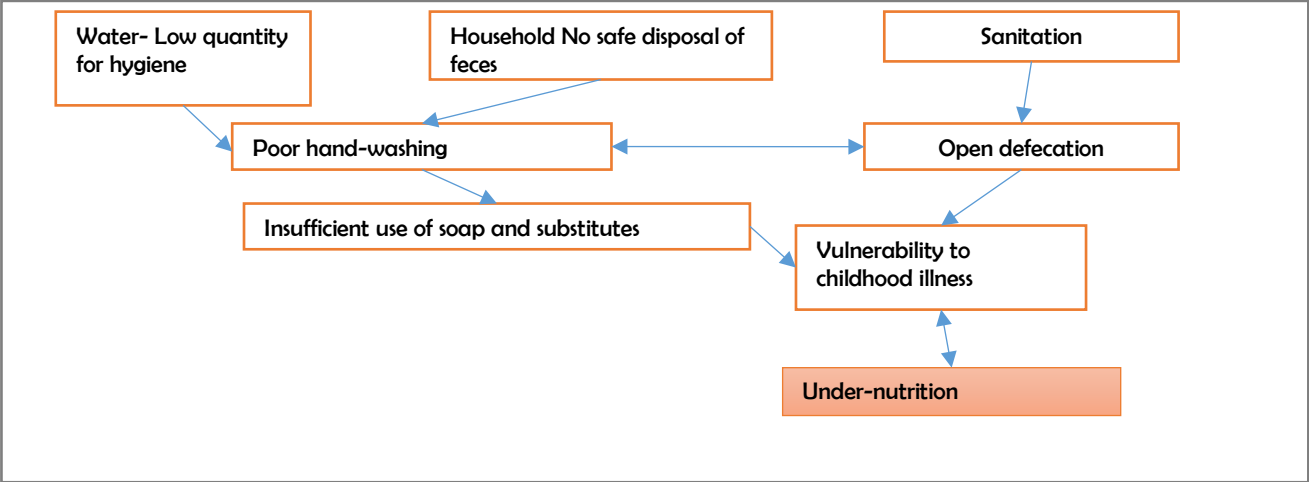 Water- Low quantity
for hygiene
Household No safe disposal of
feces
Sanitation
Poor hand-washing
Open defecation
Insufficient use of soap and substitutes
Vulnerability to
childhood illness
Under-nutrition